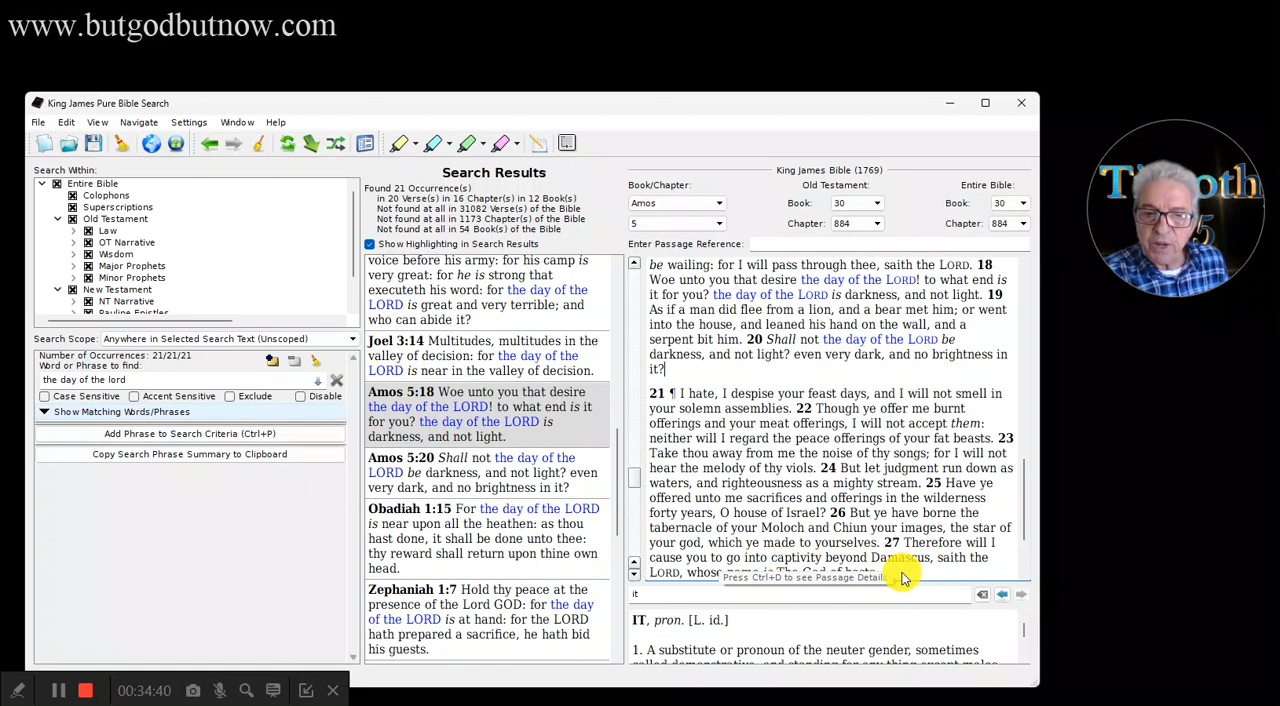 www.butgodbutnow.com
King James Pure Bible Search
File Edit View Navigate Settings Window Help
Search Within:
Entire Bible
Colophons
Superscriptions
Old Testament
Law
OT Narrative
Wisdom
Major Prophets
Minor Prophets
New Testament
NT Narrative
Pauline Epistles
Search Scope: Anywhere in Selected Search Text (Unscoped)
Number of Occurrences: 21/21/21
Word or Phrase to find:
the day of the lord
Case Sensitive Accent Sensitive Exclude Disable
Show Matching Words/Phrases
Add Phrase to Search Criteria (Ctrl+P)
Copy Search Phrase Summary to Clipboard
Search Results
Found 21 Occurrence(s)
in 20 Verse(s) in 16 Chapter(s) in 12 Book(s)
Not found at all in 31082 Verse(s) of the Bible
Not found at all in 1173 Chapter(s) of the Bible
Not found at all in 54 Book(s) of the Bible
Show Highlighting in Search Results
voice before his army: for his camp is
very great: for he is strong that
executeth his word: for the day of the
LORD is great and very terrible; and
who can abide it?
Joel 3:14 Multitudes, multitudes in the
valley of decision: for the day of the
LORD is near in the valley of decision.
Amos 5:18 Woe unto you that desire
the day of the LORD! to what end is it
for you? the day of the LORD is
darkness, and not light.
Amos 5:20 Shall not the day of the
LORD be darkness, and not light? even
very dark, and no brightness in it?
Obadiah 1:15 For the day of the LORD
is near upon all the heathen: as thou
hast done, it shall be done unto thee:
thy reward shall return upon thine own
head.
Zephaniah 1:7 Hold thy peace at the
presence of the Lord GOD: for the day
of the LORD is at hand: for the LORD
hath prepared a sacrifice, he hath bid
his guests.
King James Bible (1769)
Book/Chapter: Old Testament: Entire Bible:
Amos Book: 30 Book: 30
5 Chapter: 884 Chapter: 884
Enter Passage Reference:
be wailing: for I will pass through thee, saith the LORD. 18
Woe unto you that desire the day of the LORD! to what end is
it for you? the day of the LORD is darkness, and not light. 19
As if a man did flee from a lion, and a bear met him; or went
into the house, and leaned his hand on the wall, and a
serpent bit him. 20 Shall not the day of the LORD be
darkness, and not light? even very dark, and no brightness in
it?
21 ¶ I hate, I despise your feast days, and I will not smell in
your solemn assemblies. 22 Though ye offer me burnt
offerings and your meat offerings, I will not accept them:
neither will I regard the peace offerings of your fat beasts. 23
Take thou away from me the noise of thy songs; for I will not
hear the melody of thy viols. 24 But let judgment run down as
waters, and righteousness as a mighty stream. 25 Have ye
offered unto me sacrifices and offerings in the wilderness
forty years, O house of Israel? 26 But ye have borne the
tabernacle of your Moloch and Chiun your images, the star of
your god, which ye made to yourselves. 27 Therefore will I
cause you to go into captivity beyond Damascus, saith the
LORD, whose name is The God of hosts.
Press Ctrl+D to see Passage Details
it
IT, pron. [L. id.]
1. A substitute or pronoun of the neuter gender, sometimes
called demonstrative, and standing for any thing except males
00:34:40